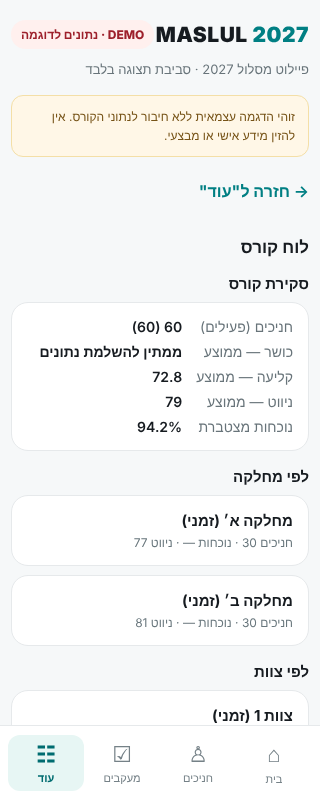 MASLUL 2027
DEMO · נתונים לדוגמה
פיילוט מסלול 2027 · סביבת תצוגה בלבד
זוהי הדגמה עצמאית ללא חיבור לנתוני הקורס. אין
להזין מידע אישי או מבצעי.
→ חזרה ל"עוד"
לוח קורס
סקירת קורס
חניכים (פעילים) 60 (60)
כושר — ממוצע ממתין להשלמת נתונים
קליעה — ממוצע 72.8
ניווט — ממוצע 79
נוכחות מצטברת 94.2%
לפי מחלקה
מחלקה א׳ (זמני)
חניכים 30 · נוכחות — · ניווט 77
מחלקה ב׳ (זמני)
חניכים 30 · נוכחות — · ניווט 81
לפי צוות
צוות 1 (זמני)
בית
חניכים
מעקבים
עוד